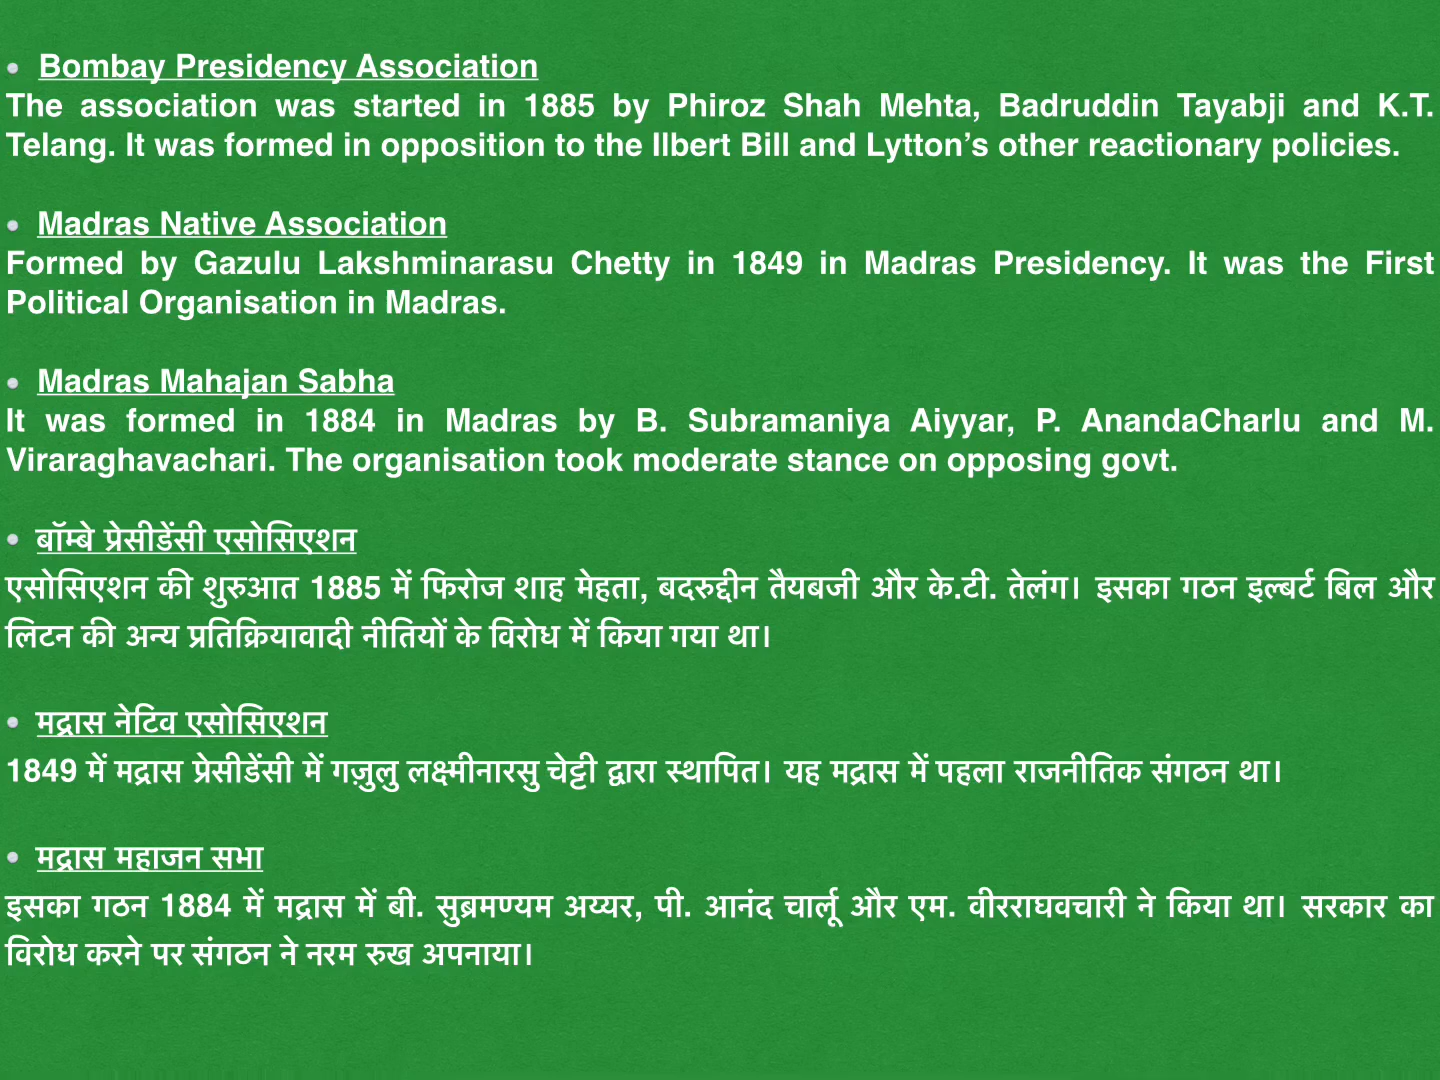 • Bombay Presidency Association
The association was started in 1885 by Phiroz Shah Mehta, Badruddin Tayabji and K.T.
Telang. It was formed in opposition to the Ilbert Bill and Lytton’s other reactionary policies.
• Madras Native Association
Formed by Gazulu Lakshminarasu Chetty in 1849 in Madras Presidency. It was the First
Political Organisation in Madras.
• Madras Mahajan Sabha
It was formed in 1884 in Madras by B. Subramaniya Aiyyar, P. AnandaCharlu and M.
Viraraghavachari. The organisation took moderate stance on opposing govt.
• बॉम्बे प्रेसीडेंसी एसोसिएशन
एसोसिएशन की शुरुआत 1885 में फिरोज शाह मेहता, बदरुद्दीन तैयबजी और के.टी. तेलंग। इसका गठन इल्बर्ट बिल और
लिटन की अन्य प्रतिक्रियावादी नीतियों के विरोध में किया गया था।
• मद्रास नेटिव एसोसिएशन
1849 में मद्रास प्रेसीडेंसी में गज़ुलु लक्ष्मीनारसु चेट्टी द्वारा स्थापित। यह मद्रास में पहला राजनीतिक संगठन था।
• मद्रास महाजन सभा
इसका गठन 1884 में मद्रास में बी. सुब्रमण्यम अय्यर, पी. आनंद चार्लू और एम. वीरराघवचारी ने किया था। सरकार का
विरोध करने पर संगठन ने नरम रुख अपनाया।